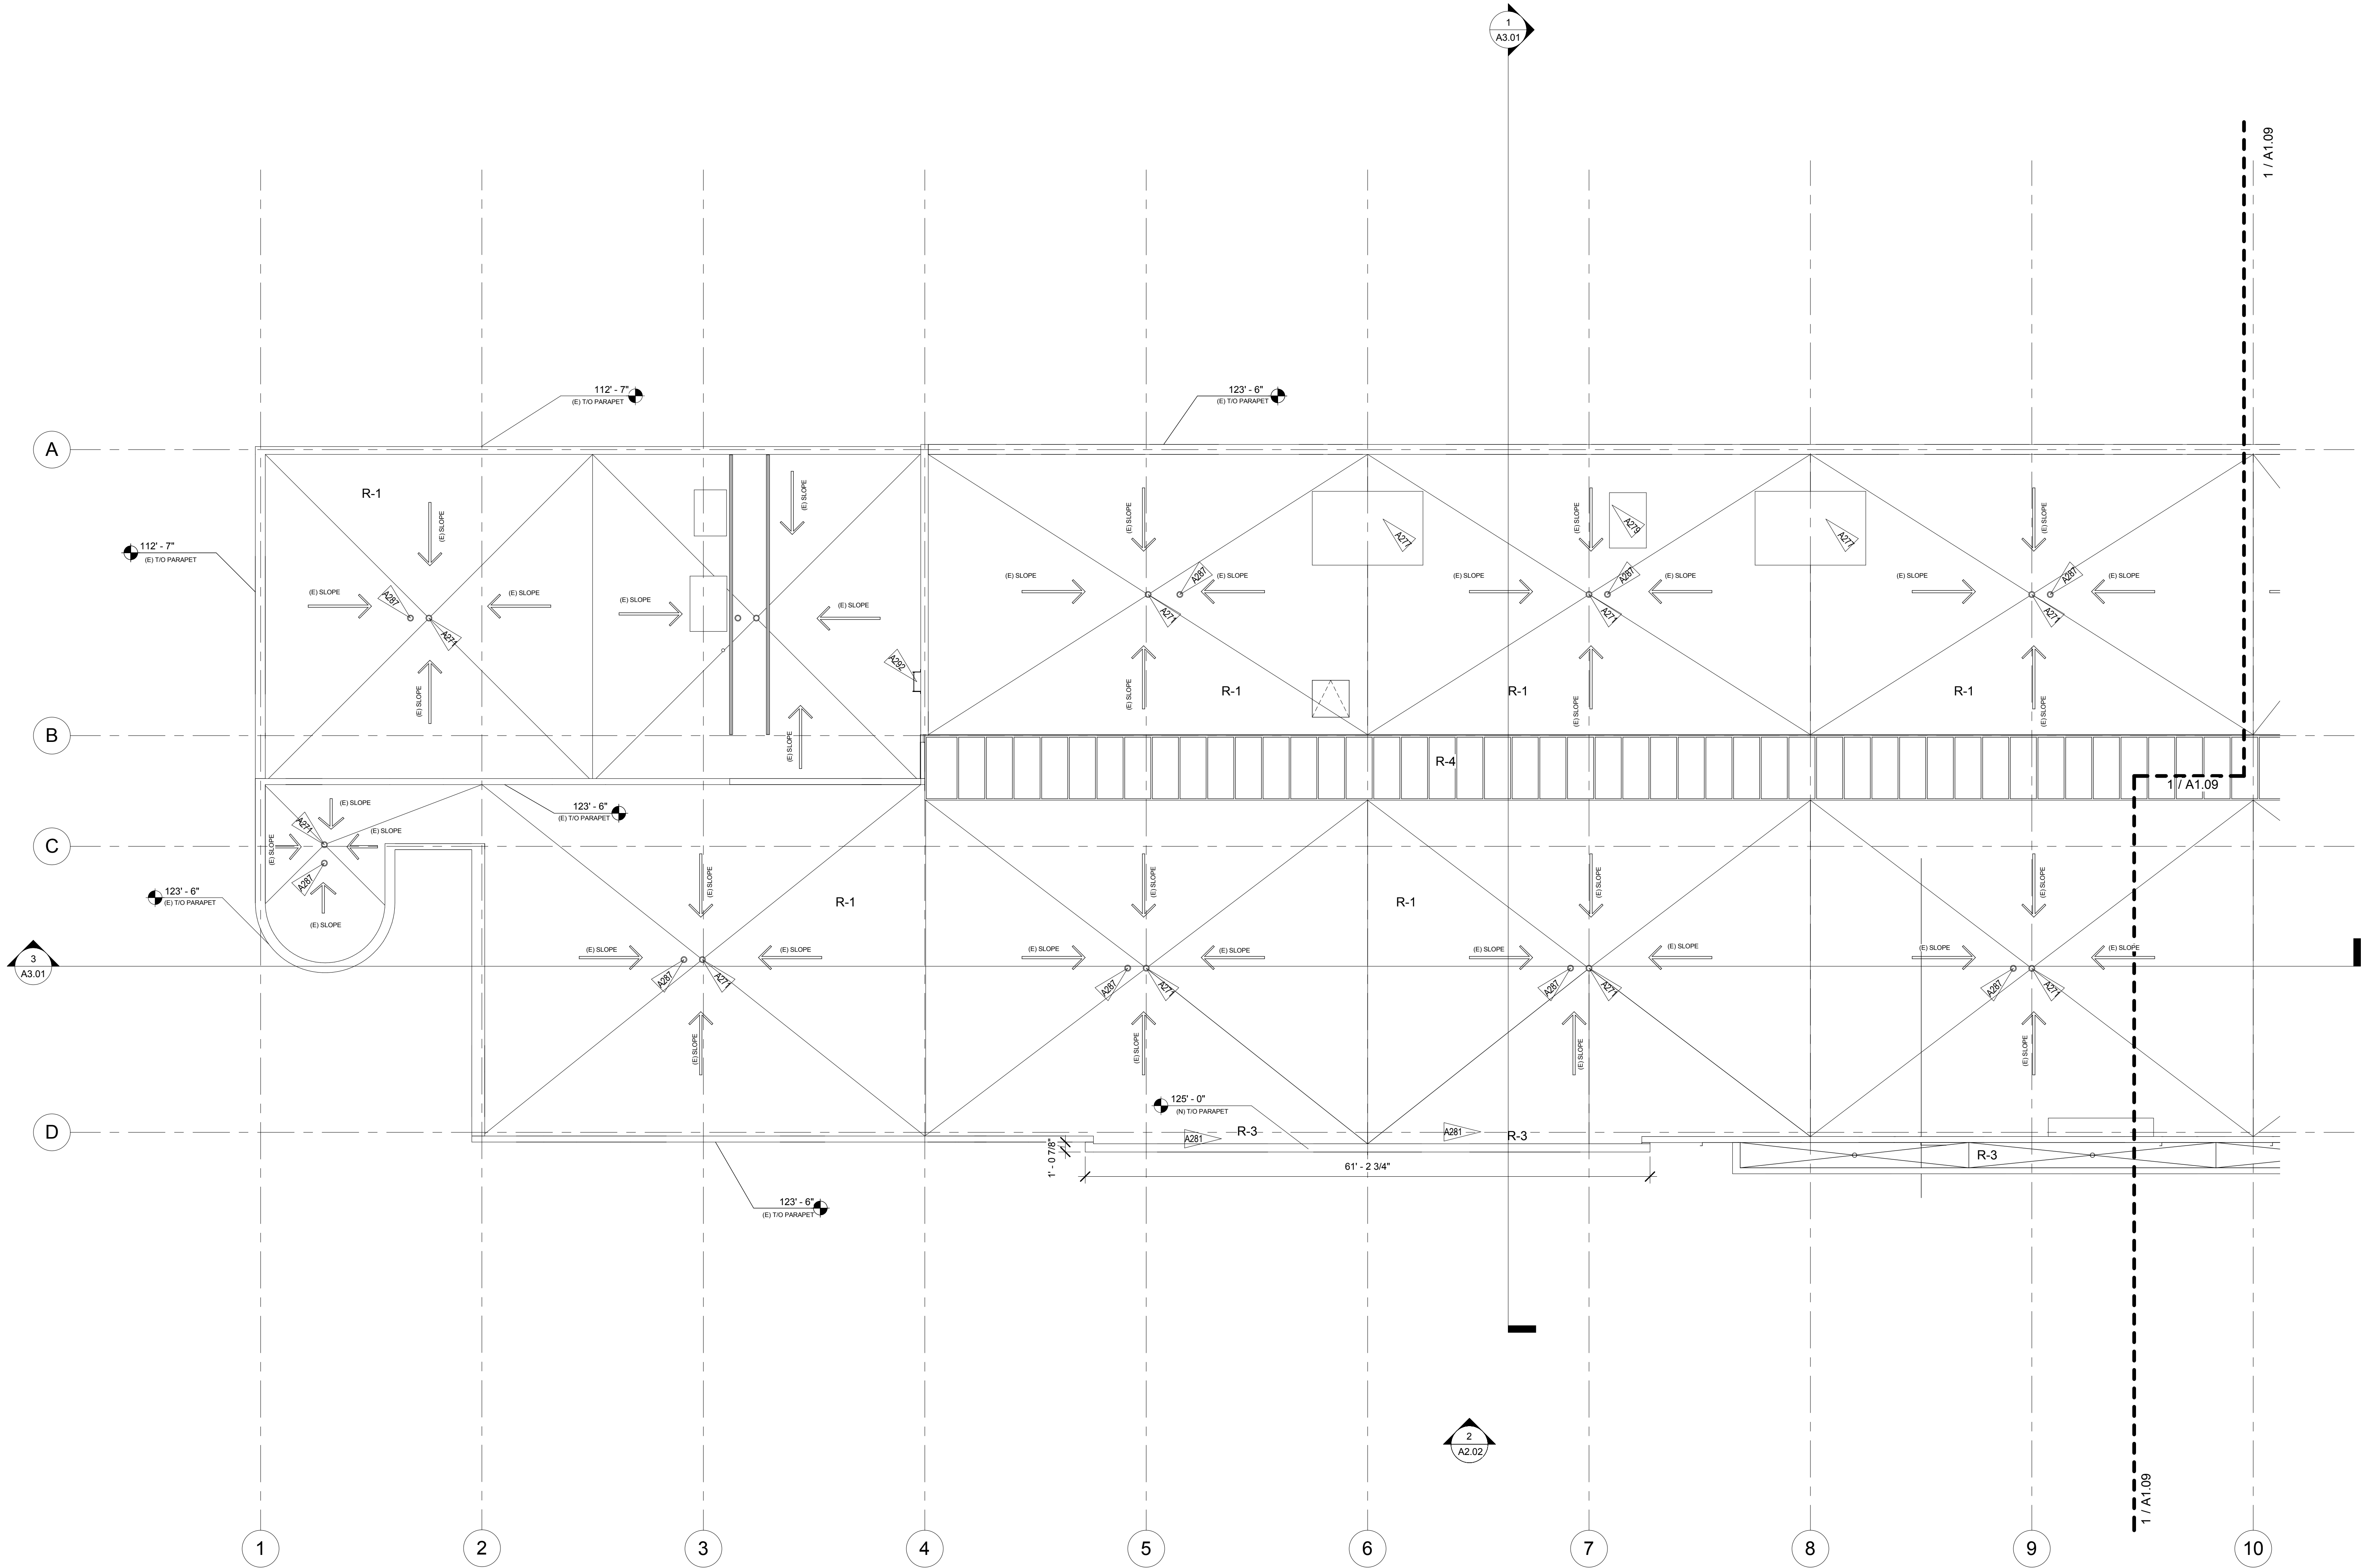 1
A3.01
1 / A1.09
112' - 7"
(E) T/O PARAPET
123' - 6"
(E) T/O PARAPET
A
R-1
(E) SLOPE
(E) SLOPE
(E) SLOPE
(E) SLOPE
(E) SLOPE
A277
A279
A277
112' - 7"
(E) T/O PARAPET
(E) SLOPE
(E) SLOPE
(E) SLOPE
(E) SLOPE
(E) SLOPE
(E) SLOPE
(E) SLOPE
(E) SLOPE
(E) SLOPE
(E) SLOPE
A287
A287
A287
A287
A271
A271
A271
A271
A292
(E) SLOPE
(E) SLOPE
(E) SLOPE
(E) SLOPE
(E) SLOPE
R-1
R-1
R-1
B
R-4
1 / A1.09
(E) SLOPE
123' - 6"
(E) T/O PARAPET
A271
(E) SLOPE
(E) SLOPE
C
A287
(E) SLOPE
(E) SLOPE
(E) SLOPE
(E) SLOPE
123' - 6"
(E) T/O PARAPET
R-1
R-1
(E) SLOPE
3
A3.01
(E) SLOPE
(E) SLOPE
(E) SLOPE
(E) SLOPE
(E) SLOPE
(E) SLOPE
(E) SLOPE
(E) SLOPE
A287
A271
A287
A271
A287
A271
A287
A271
(E) SLOPE
(E) SLOPE
(E) SLOPE
(E) SLOPE
125' - 0"
(N) T/O PARAPET
D
A281
R-3
A281
R-3
R-3
1' - 0 7/8"
61' - 2 3/4"
123' - 6"
(E) T/O PARAPET
2
A2.02
1 / A1.09
1
2
3
4
5
6
7
8
9
10